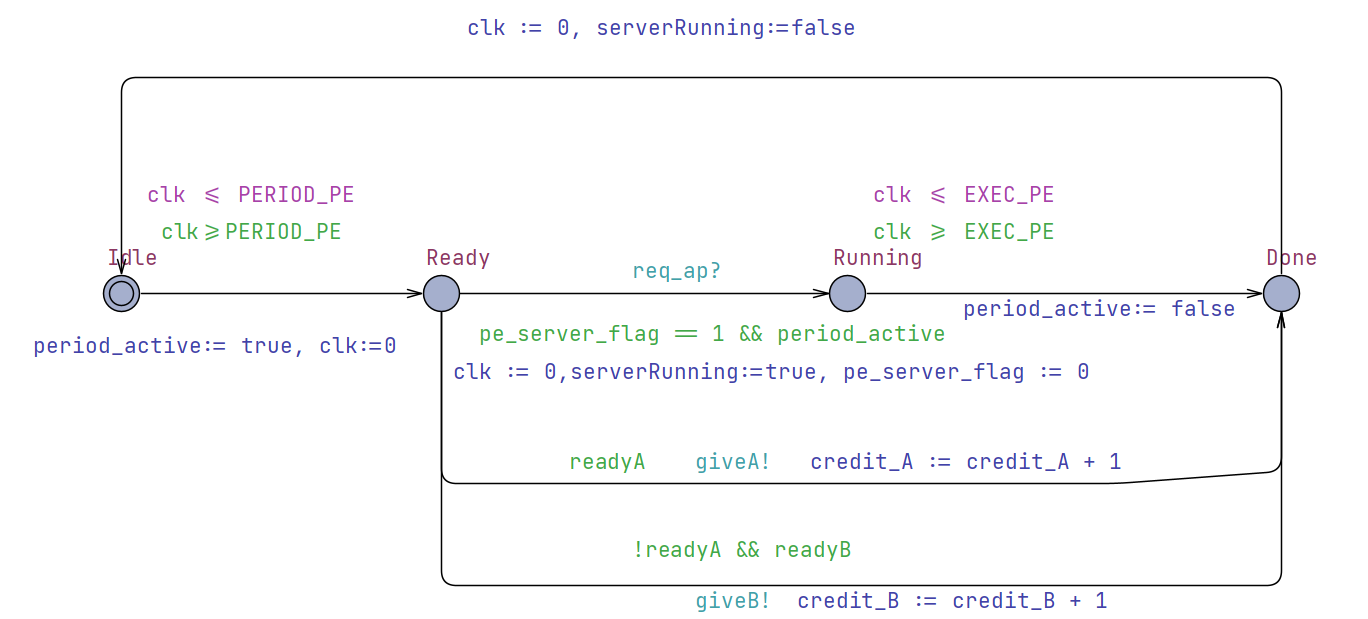 clk := 0, serverRunning:=false
clk ⩽ PERIOD_PE
clk ⩽ EXEC_PE
clk⩾PERIOD_PE
clk ⩾ EXEC_PE
Idle
Ready
Running
Done
req_ap?
period_active:= false
pe_server_flag == 1 && period_active
period_active:= true, clk:=0
clk := 0,serverRunning:=true, pe_server_flag := 0
readyA giveA! credit_A := credit_A + 1
!readyA && readyB
giveB! credit_B := credit_B + 1